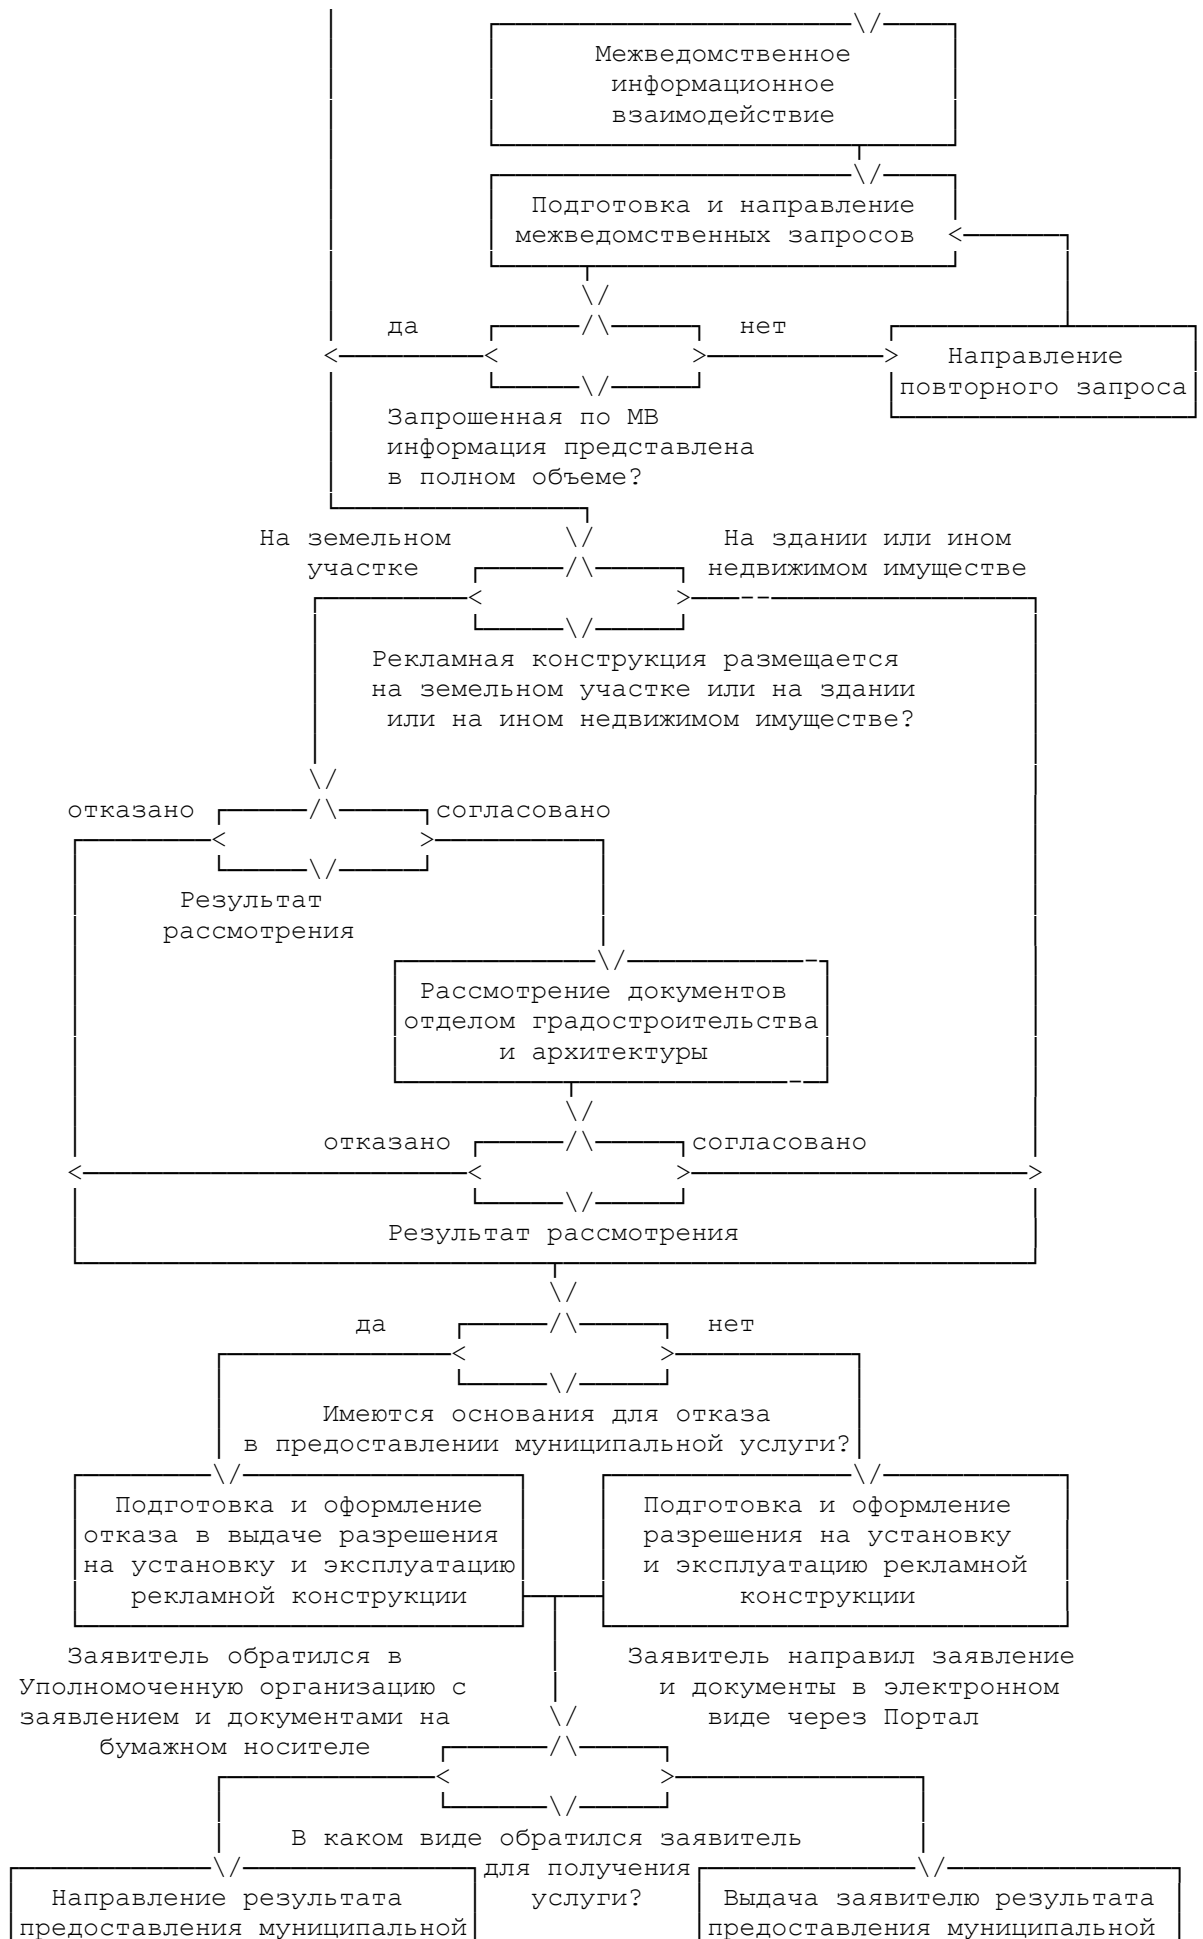 Межведомственное
информационное
взаимодействие
Подготовка и направление
межведомственных запросов
да
нет
Направление
повторного запроса
Запрошенная по МВ
информация представлена
в полном объеме?
На земельном
участке
На здании или ином
недвижимом имуществе
Рекламная конструкция размещается
на земельном участке или на здании
или на ином недвижимом имуществе?
отказано
согласовано
Результат
рассмотрения
Рассмотрение документов
отделом градостроительства
и архитектуры
отказано
согласовано
Результат рассмотрения
да
нет
Имеются основания для отказа
в предоставлении муниципальной услуги?
Подготовка и оформление
отказа в выдаче разрешения
на установку и эксплуатацию
рекламной конструкции
Подготовка и оформление
разрешения на установку
и эксплуатацию рекламной
конструкции
Заявитель обратился в
Уполномоченную организацию с
заявлением и документами на
бумажном носителе
Заявитель направил заявление
и документы в электронном
виде через Портал
В каком виде обратился заявитель
для получения
услуги?
Направление результата
предоставления муниципальной
Выдача заявителю результата
предоставления муниципальной